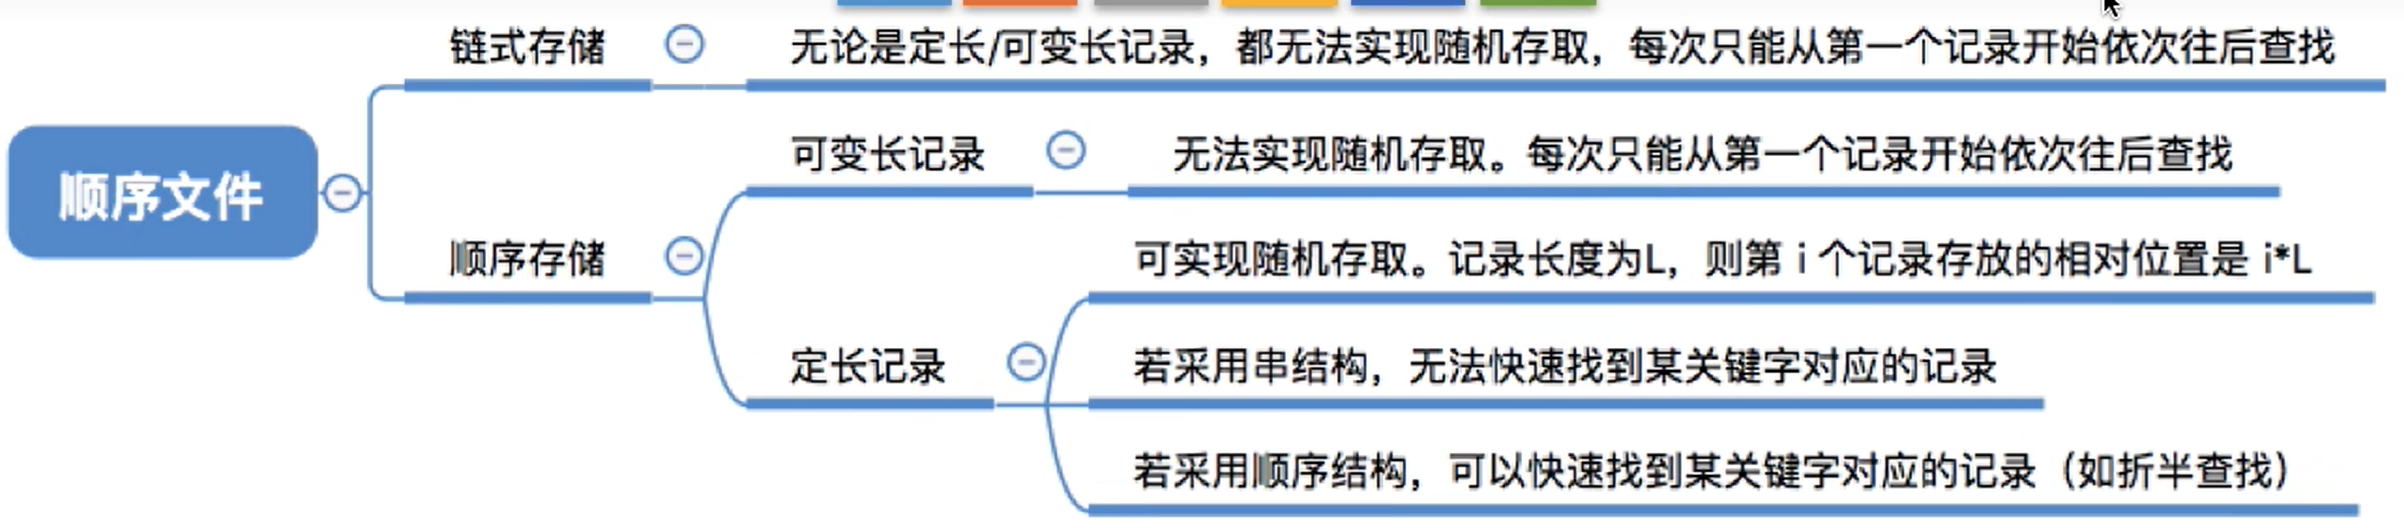 链式存储
无论是定长/可变长记录，都无法实现随机存取，每次只能从第一个记录开始依次往后查找
顺序文件
可变长记录
无法实现随机存取。每次只能从第一个记录开始依次往后查找
顺序存储
可实现随机存取。记录长度为L，则第 i 个记录存放的相对位置是 i*L
定长记录
若采用串结构，无法快速找到某关键字对应的记录
若采用顺序结构，可以快速找到某关键字对应的记录（如折半查找）